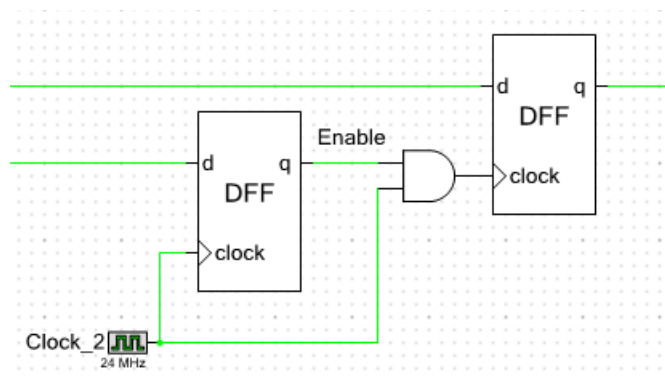 d q
DFF
clock
Enable
d q
DFF
clock
Clock_2
24 MHz